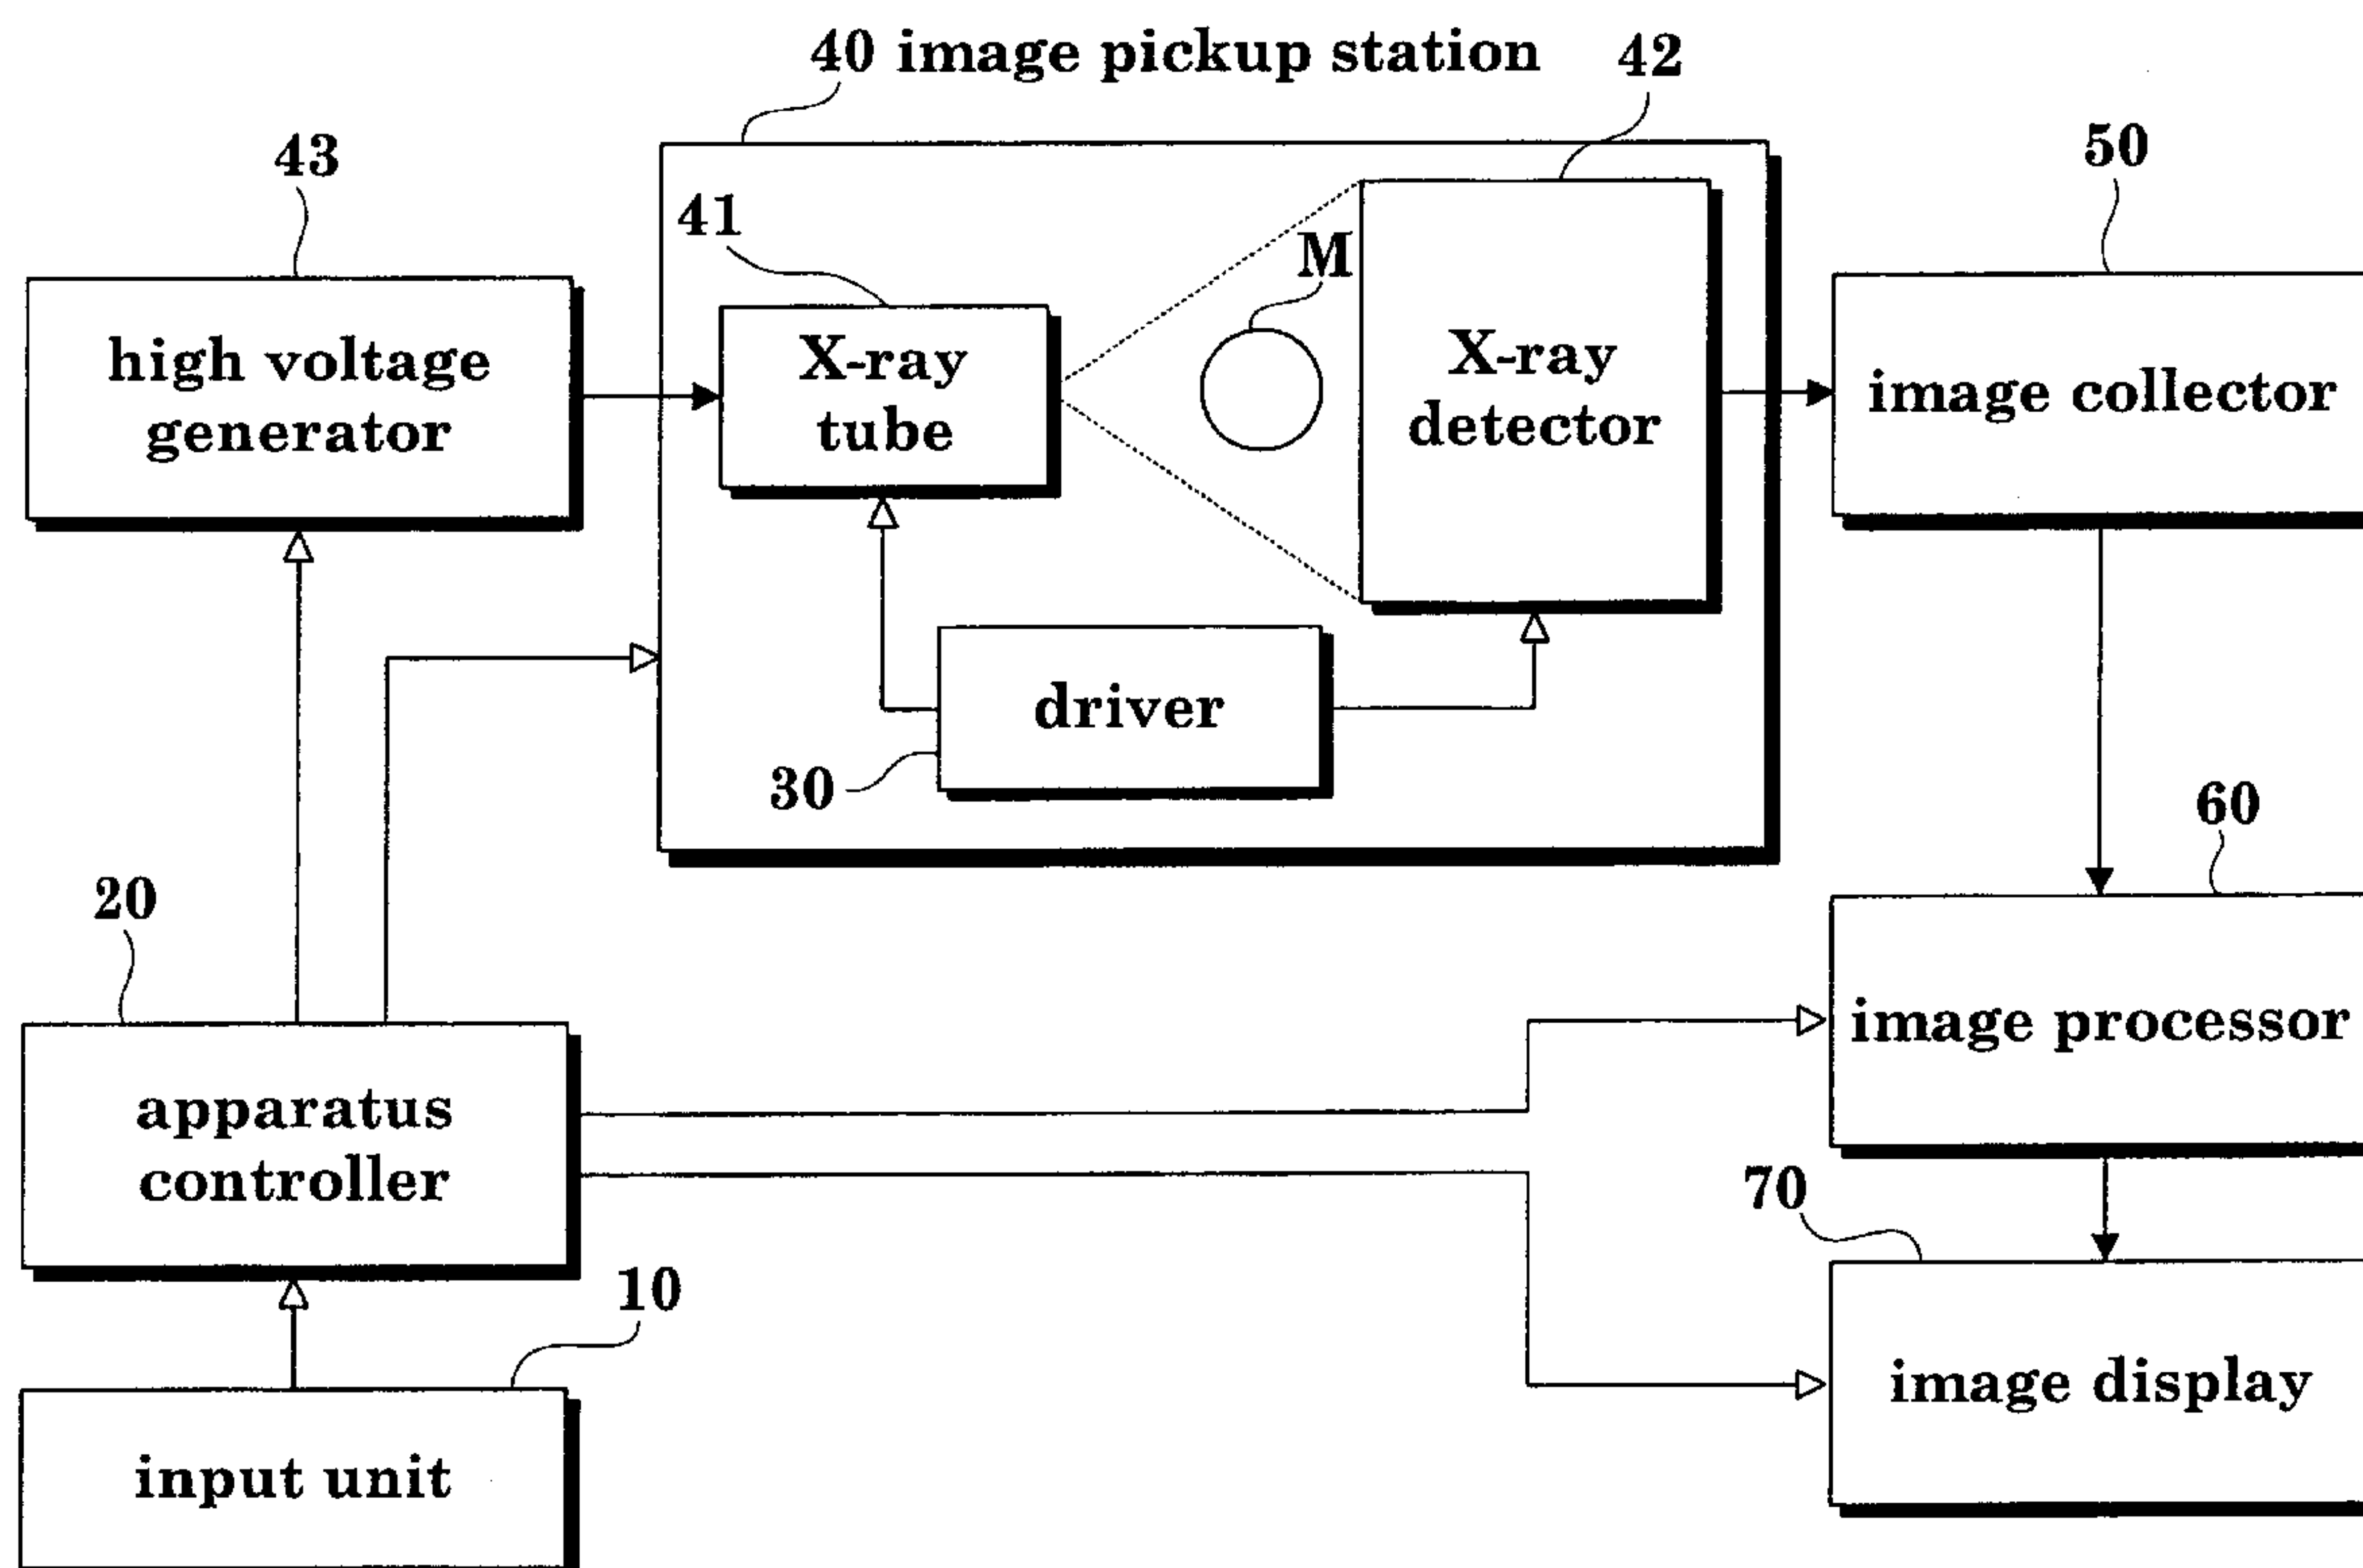 40 image pickup station
42
43
50
41
M
high voltage
generator
X-ray
tube
X-ray
detector
image collector
driver
30
60
20
image processor
apparatus
controller
70
10
image display
input unit